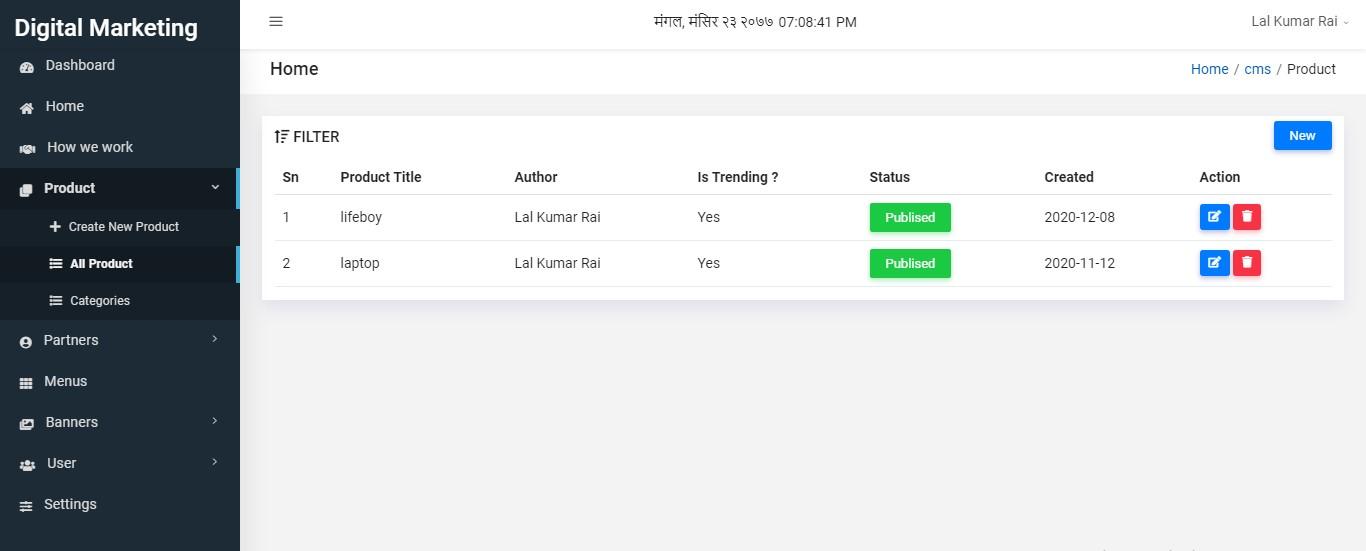 Digital Marketing
मंगल, मंसिर २३ २०७७ 07:08:41 PM
Lal Kumar Rai
Dashboard
Home
How we work
Product
Create New Product
All Product
Categories
Partners
Menus
Banners
User
Settings
Home
Home / cms / Product
FILTER
New
Sn Product Title Author Is Trending ? Status Created Action
1 lifeboy Lal Kumar Rai Yes Publised 2020-12-08
2 laptop Lal Kumar Rai Yes Publised 2020-11-12